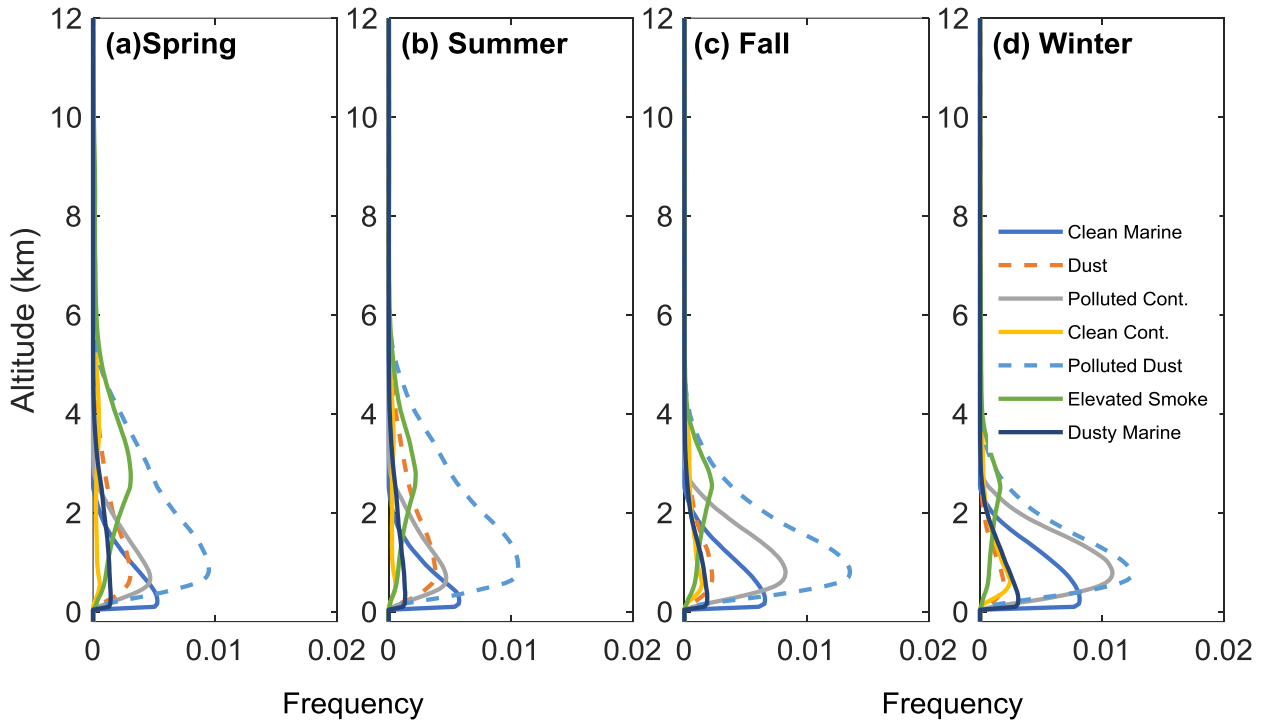 (a)Spring
(b) Summer
(c) Fall
(d) Winter
12
10
8
6
4
2
0
12
10
8
6
4
2
0
12
10
8
6
4
2
0
12
10
8
6
4
2
0
Altitude (km)
Clean Marine
Dust
Polluted Cont.
Clean Cont.
Polluted Dust
Elevated Smoke
Dusty Marine
0 0.01 0.02
0 0.01 0.02
0 0.01 0.02
0 0.01 0.02
Frequency
Frequency